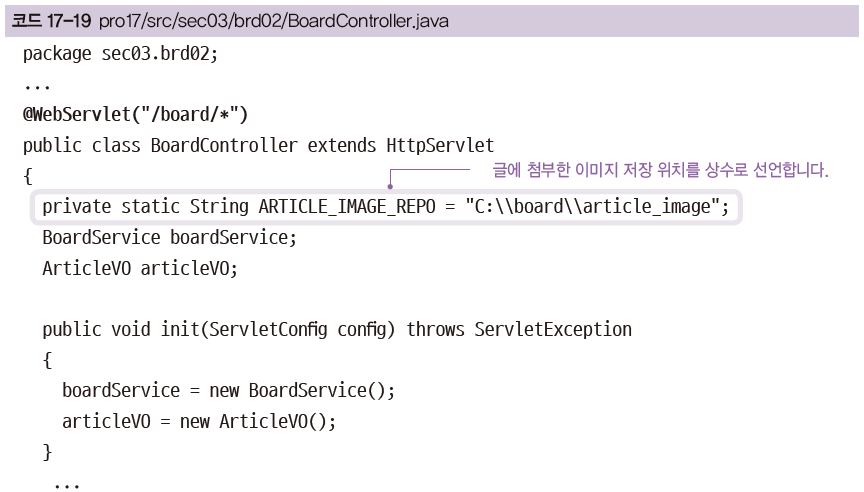 코드 17-19 pro17/src/sec03/brd02/BoardController.java
package sec03.brd02;
...
@WebServlet("/board/*")
public class BoardController extends HttpServlet
{
글에 첨부한 이미지 저장 위치를 상수로 선언합니다.
private static String ARTICLE_IMAGE_REPO = "C:\\board\\article_image";
BoardService boardService;
ArticleVO articleVO;
public void init(ServletConfig config) throws ServletException
{
boardService = new BoardService();
articleVO = new ArticleVO();
}
...